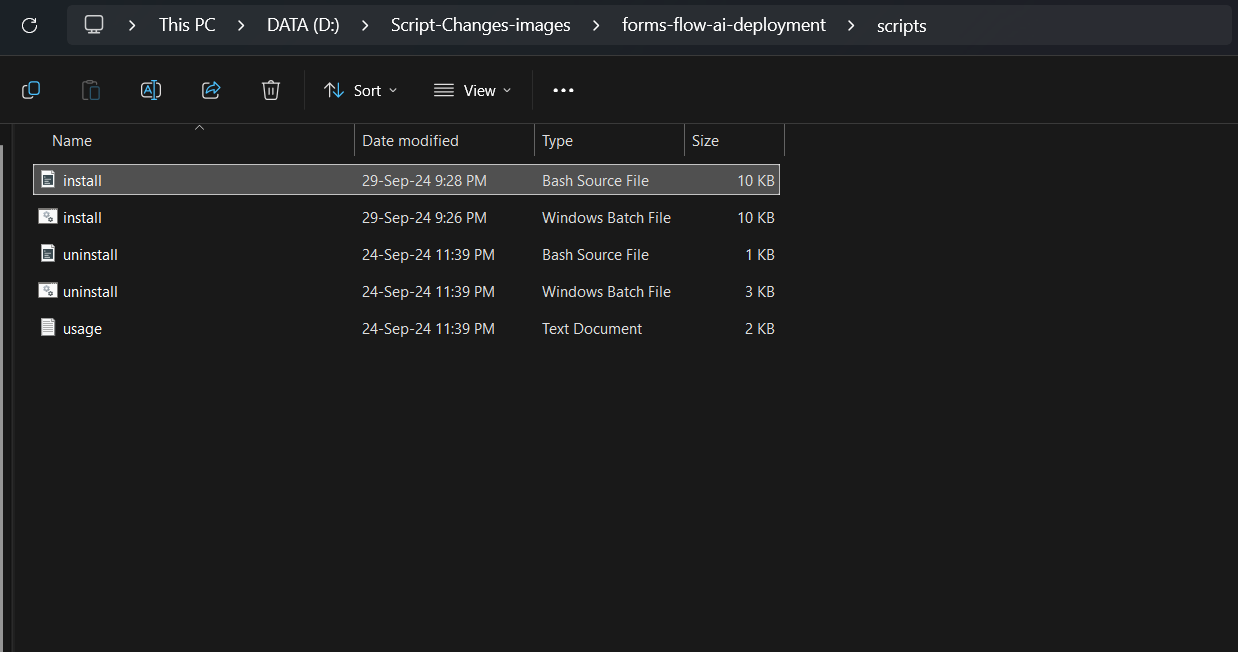 This PC > DATA (D:) > Script-Changes-images > forms-flow-ai-deployment > scripts
Sort View
Name Date modified Type Size
install 29-Sep-24 9:28 PM Bash Source File 10 KB
install 29-Sep-24 9:26 PM Windows Batch File 10 KB
uninstall 24-Sep-24 11:39 PM Bash Source File 1 KB
uninstall 24-Sep-24 11:39 PM Windows Batch File 3 KB
usage 24-Sep-24 11:39 PM Text Document 2 KB